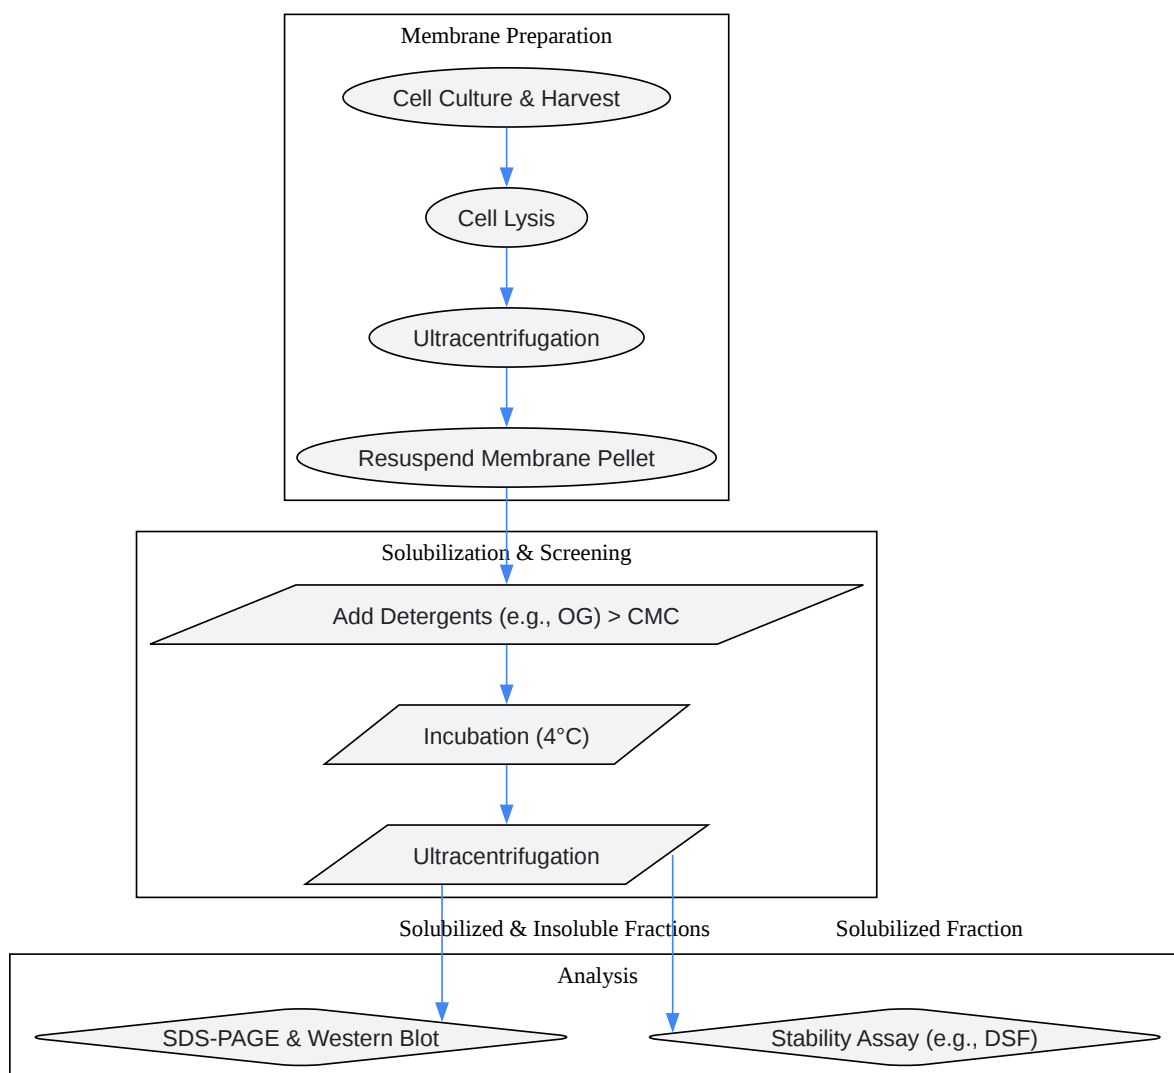 Membrane Preparation
Cell Culture & Harvest
Cell Lysis
Ultracentrifugation
Resuspend Membrane Pellet
Solubilization & Screening
Add Detergents (e.g., OG) > CMC
Incubation (4°C)
Ultracentrifugation
Solubilized & Insoluble Fractions
Solubilized Fraction
Analysis
SDS-PAGE & Western Blot
Stability Assay (e.g., DSF)